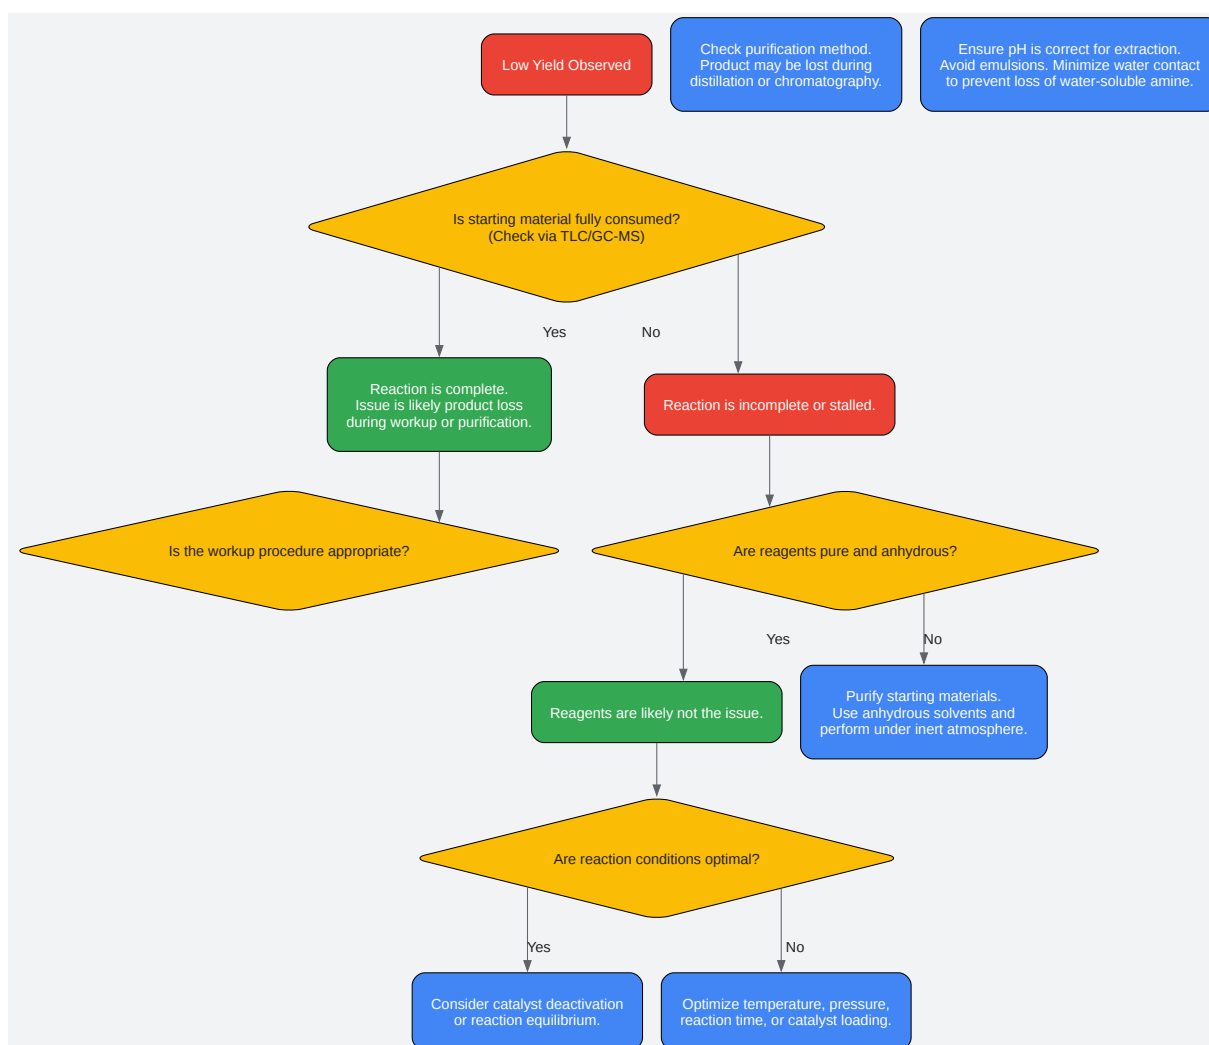 Low Yield Observed
Check purification method.
Product may be lost during
distillation or chromatography.
Ensure pH is correct for extraction.
Avoid emulsions. Minimize water contact
to prevent loss of water-soluble amine.
Is starting material fully consumed?
(Check via TLC/GC-MS)
Yes
No
Reaction is complete.
Issue is likely product loss
during workup or purification.
Reaction is incomplete or stalled.
Is the workup procedure appropriate?
Are reagents pure and anhydrous?
Yes
No
Reagents are likely not the issue.
Purify starting materials.
Use anhydrous solvents and
perform under inert atmosphere.
Are reaction conditions optimal?
Yes
No
Consider catalyst deactivation
or reaction equilibrium.
Optimize temperature, pressure,
reaction time, or catalyst loading.